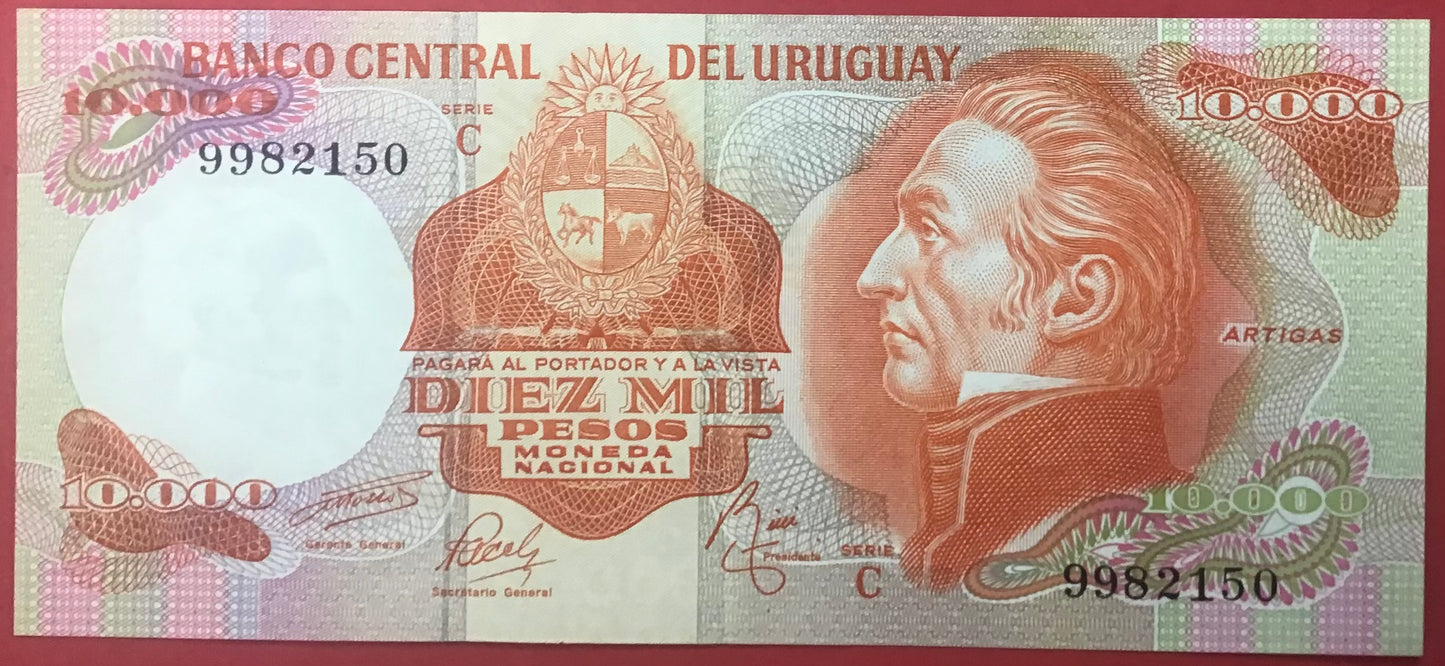 BANCO CENTRAL DEL URUGUAY
10.000
10.000
SERIE
C
9982150
ARTIGAS
PAGARÁ AL PORTADOR Y A LA VISTA
DIEZ MIL
PESOS
MONEDA
NACIONAL
10.000
10.000
Gerente General
Secretario General
Presidente
SERIE
C
9982150